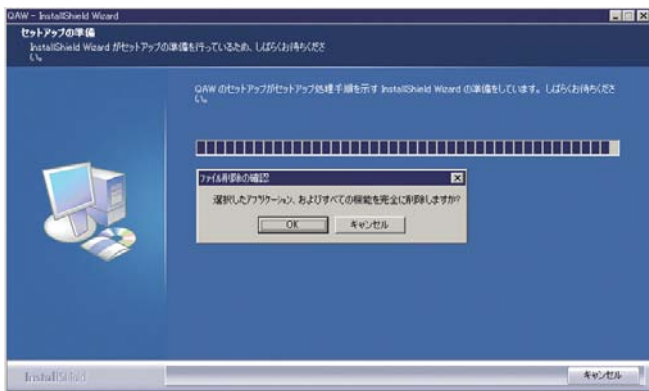 QAW - InstallShield Wizard
セットアップの準備
InstallShield Wizard がセットアップの準備を行っているため、しばらくお待ちくださ
い。
QAW のセットアップがセットアップ処理手順を示す InstallShield Wizard の準備をしています。しばらくお待ちくださ
い。
ファイル削除の確認
選択したアプリケーション、およびすべての機能を完全に削除しますか?
OK
キャンセル
InstallShield
キャンセル